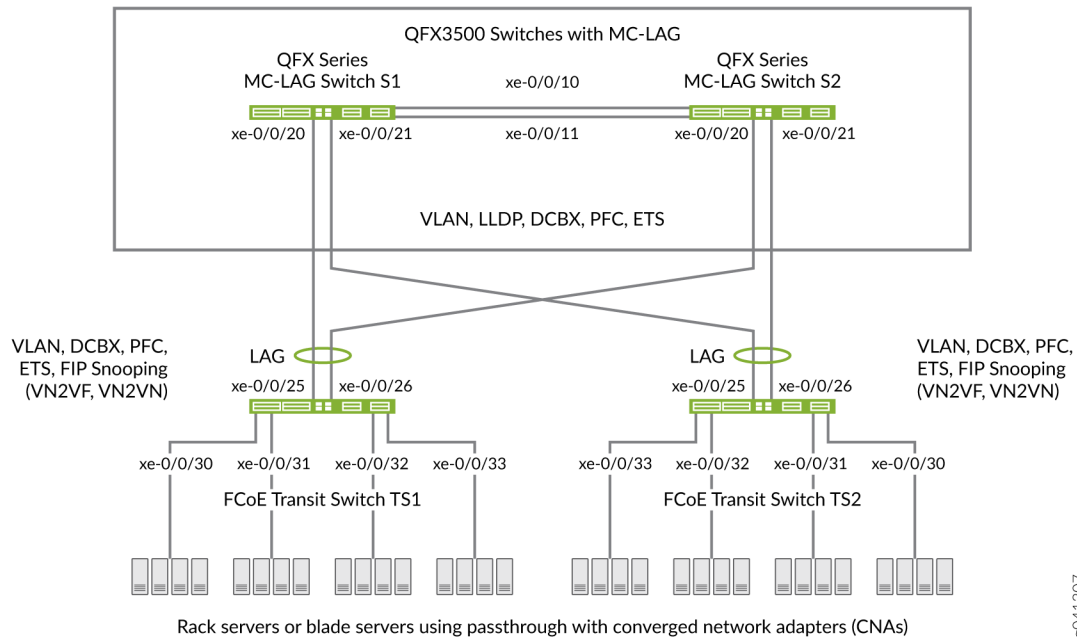 QFX3500 Switches with MC-LAG
QFX Series
MC-LAG Switch S1
QFX Series
MC-LAG Switch S2
xe-0/0/10
xe-0/0/20
xe-0/0/21
xe-0/0/11
xe-0/0/20
xe-0/0/21
VLAN, LLDP, DCBX, PFC, ETS
VLAN, DCBX, PFC,
ETS, FIP Snooping
(VN2VF, VN2VN)
LAG
LAG
VLAN, DCBX, PFC,
ETS, FIP Snooping
(VN2VF, VN2VN)
xe-0/0/25
xe-0/0/26
xe-0/0/25
xe-0/0/26
xe-0/0/30
xe-0/0/31
xe-0/0/32
xe-0/0/33
xe-0/0/33
xe-0/0/32
xe-0/0/31
xe-0/0/30
FCoE Transit Switch TS1
FCoE Transit Switch TS2
Rack servers or blade servers using passthrough with converged network adapters (CNAs)